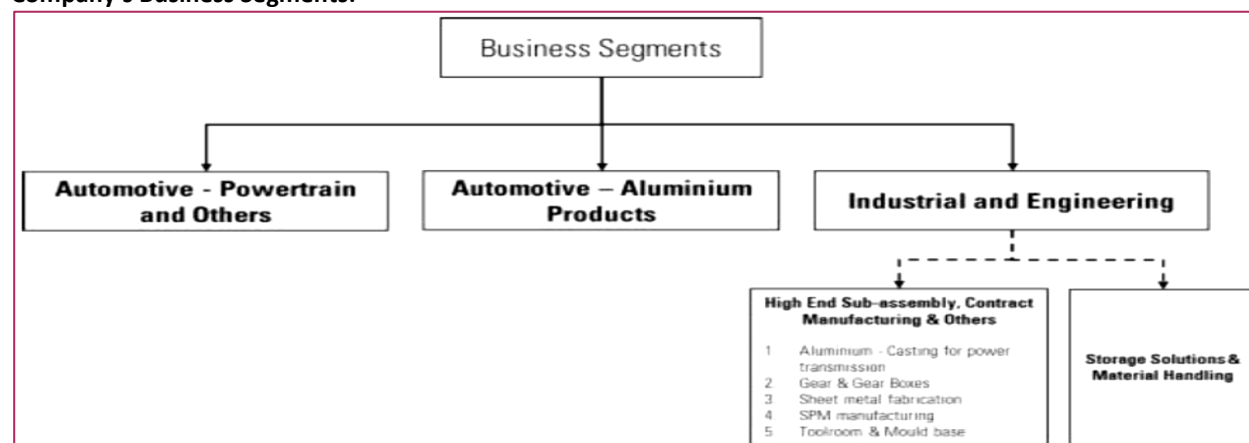 Company's Business Segments:
Business Segments
Automotive - Powertrain
and Others
Automotive – Aluminium
Products
Industrial and Engineering
High End Sub-assembly, Contract
Manufacturing & Others
1 Aluminium - Casting for power
transmission
2 Gear & Gear Boxes
3 Sheet metal fabrication
4 SPM manufacturing
5 Toolroom & Mould base
Storage Solutions &
Material Handling